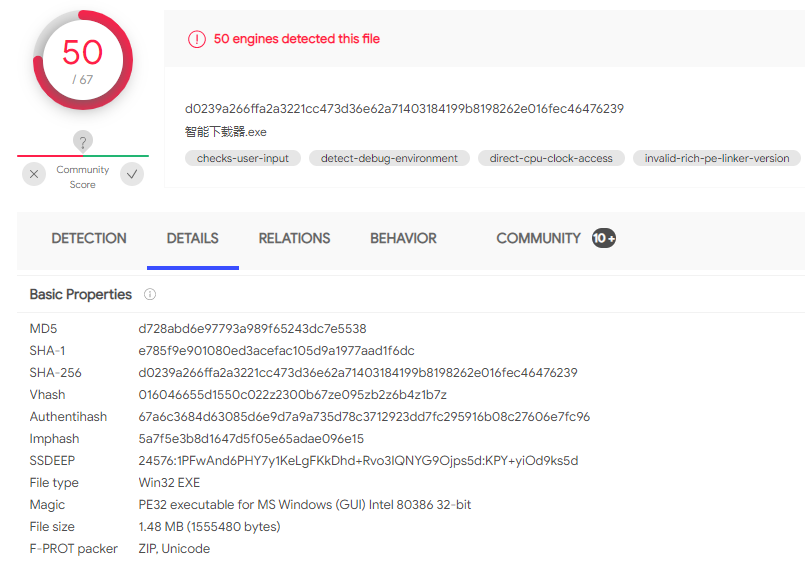 50
/ 67
?
Community
Score
50 engines detected this file
d0239a266ffa2a3221cc473d36e62a71403184199b8198262e016fec46476239
智能下载器.exe
checks-user-input detect-debug-environment direct-cpu-clock-access invalid-rich-pe-linker-version
DETECTION DETAILS RELATIONS BEHAVIOR COMMUNITY 10+
Basic Properties
MD5 d728abd6e97793a989f65243dc7e5538
SHA-1 e785f9e901080ed3acefac105d9a1977aad1f6dc
SHA-256 d0239a266ffa2a3221cc473d36e62a71403184199b8198262e016fec46476239
Vhash 016046655d1550c022z2300b67ze095zb2z6b4z1b7z
Authentihash 67a6c3684d63085d6e9d7a9a735d78c3712923dd7fc295916b08c27606e7fc96
Imphash 5a7f5e3b8d1647d5f05e65adae096e15
SSDEEP 24576:1PFwAnd6PHY7y1KeLgFKkDhd+Rvo3IQNYG9Ojps5d:KPY+yiOd9ks5d
File type Win32 EXE
Magic PE32 executable for MS Windows (GUI) Intel 80386 32-bit
File size 1.48 MB (1555480 bytes)
F-PROT packer ZIP, Unicode